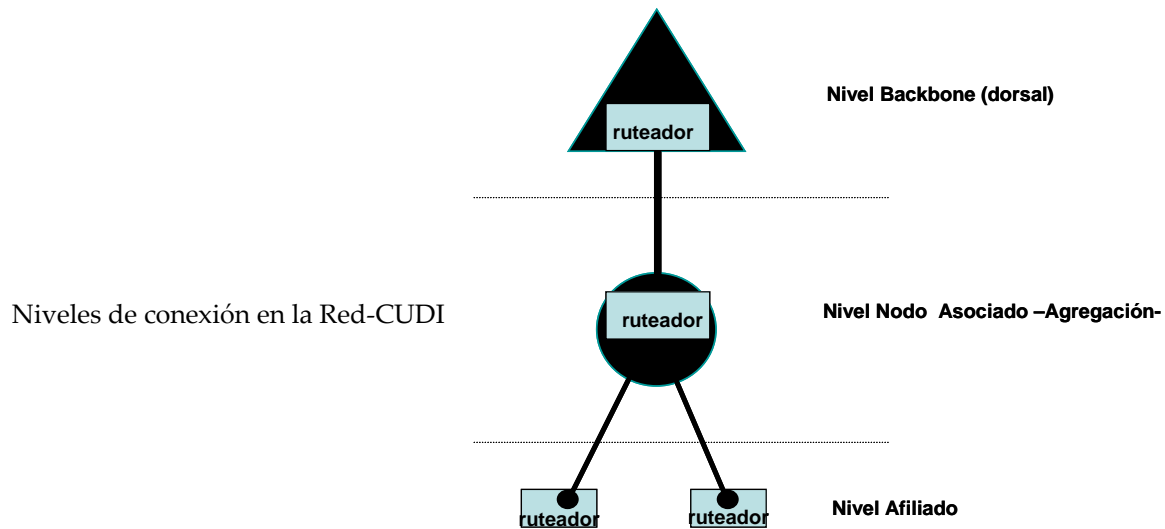 Nivel Backbone (dorsal)
ruteador
Niveles de conexión en la Red-CUDI
ruteador
Nivel Nodo Asociado –Agregación-
ruteador
ruteador
Nivel Afiliado